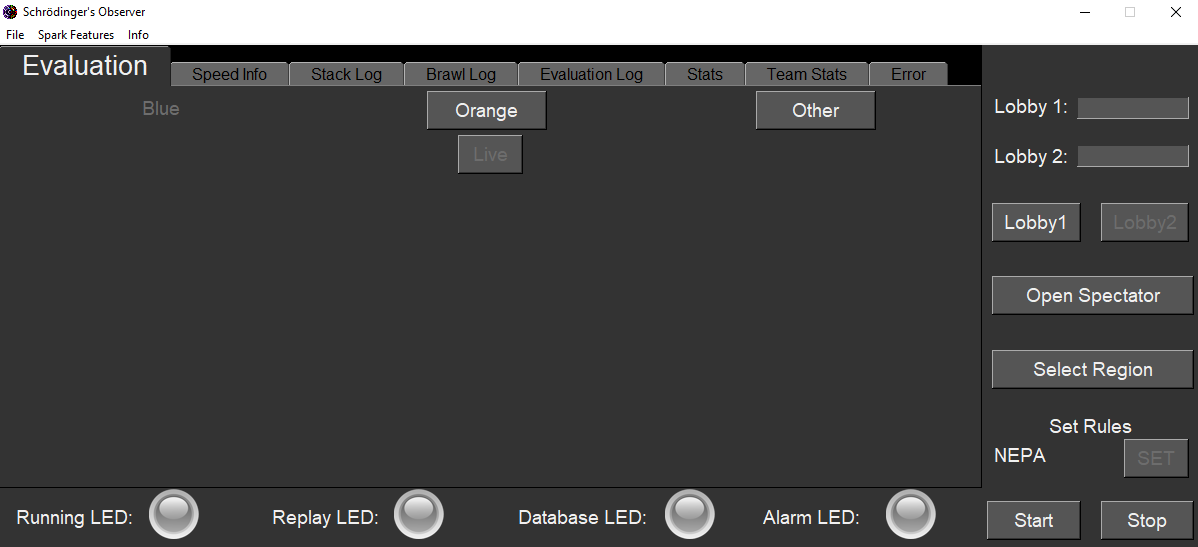 Schrödinger's Observer
File Spark Features Info
Evaluation Speed Info Stack Log Brawl Log Evaluation Log Stats Team Stats Error
Blue Orange Other
Live
Lobby 1:
Lobby 2:
Lobby1 Lobby2
Open Spectator
Select Region
Set Rules
NEPA SET
Running LED: Replay LED: Database LED: Alarm LED: Start Stop